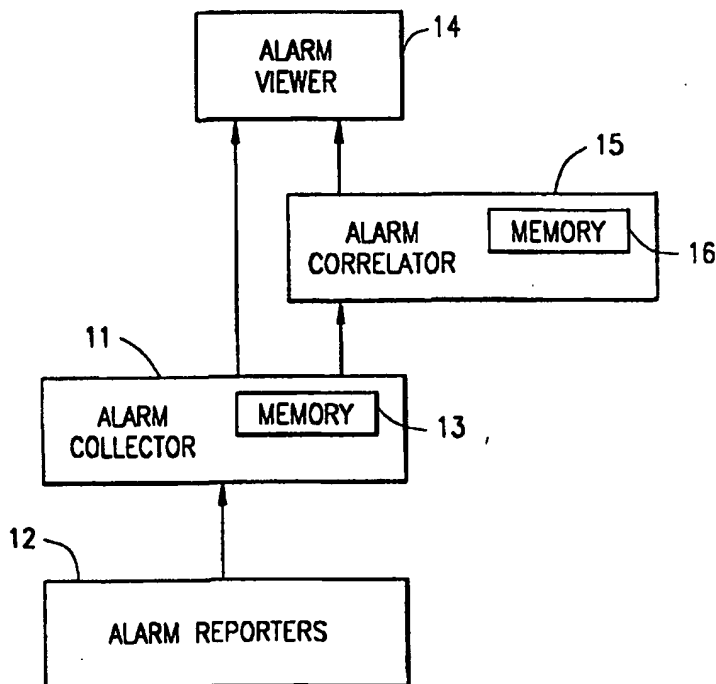 ALARM
VIEWER
14
15
ALARM
CORRELATOR
MEMORY
16
11
ALARM
COLLECTOR
MEMORY
13
12
ALARM REPORTERS